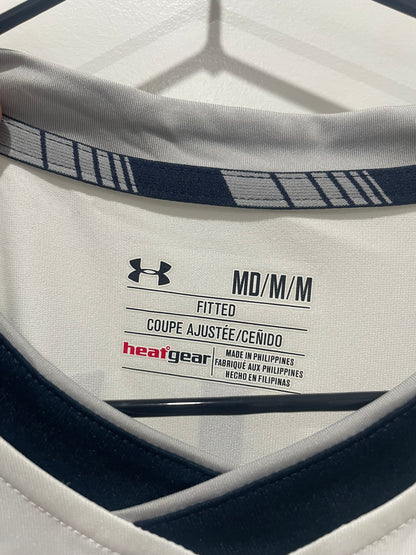 MD/M/M
FITTED
COUPE AJUSTÉE/CEÑIDO
heatgear
MADE IN PHILIPPINES
FABRIQUÉ AUX PHILIPPINES
HECHO EN FILIPINAS